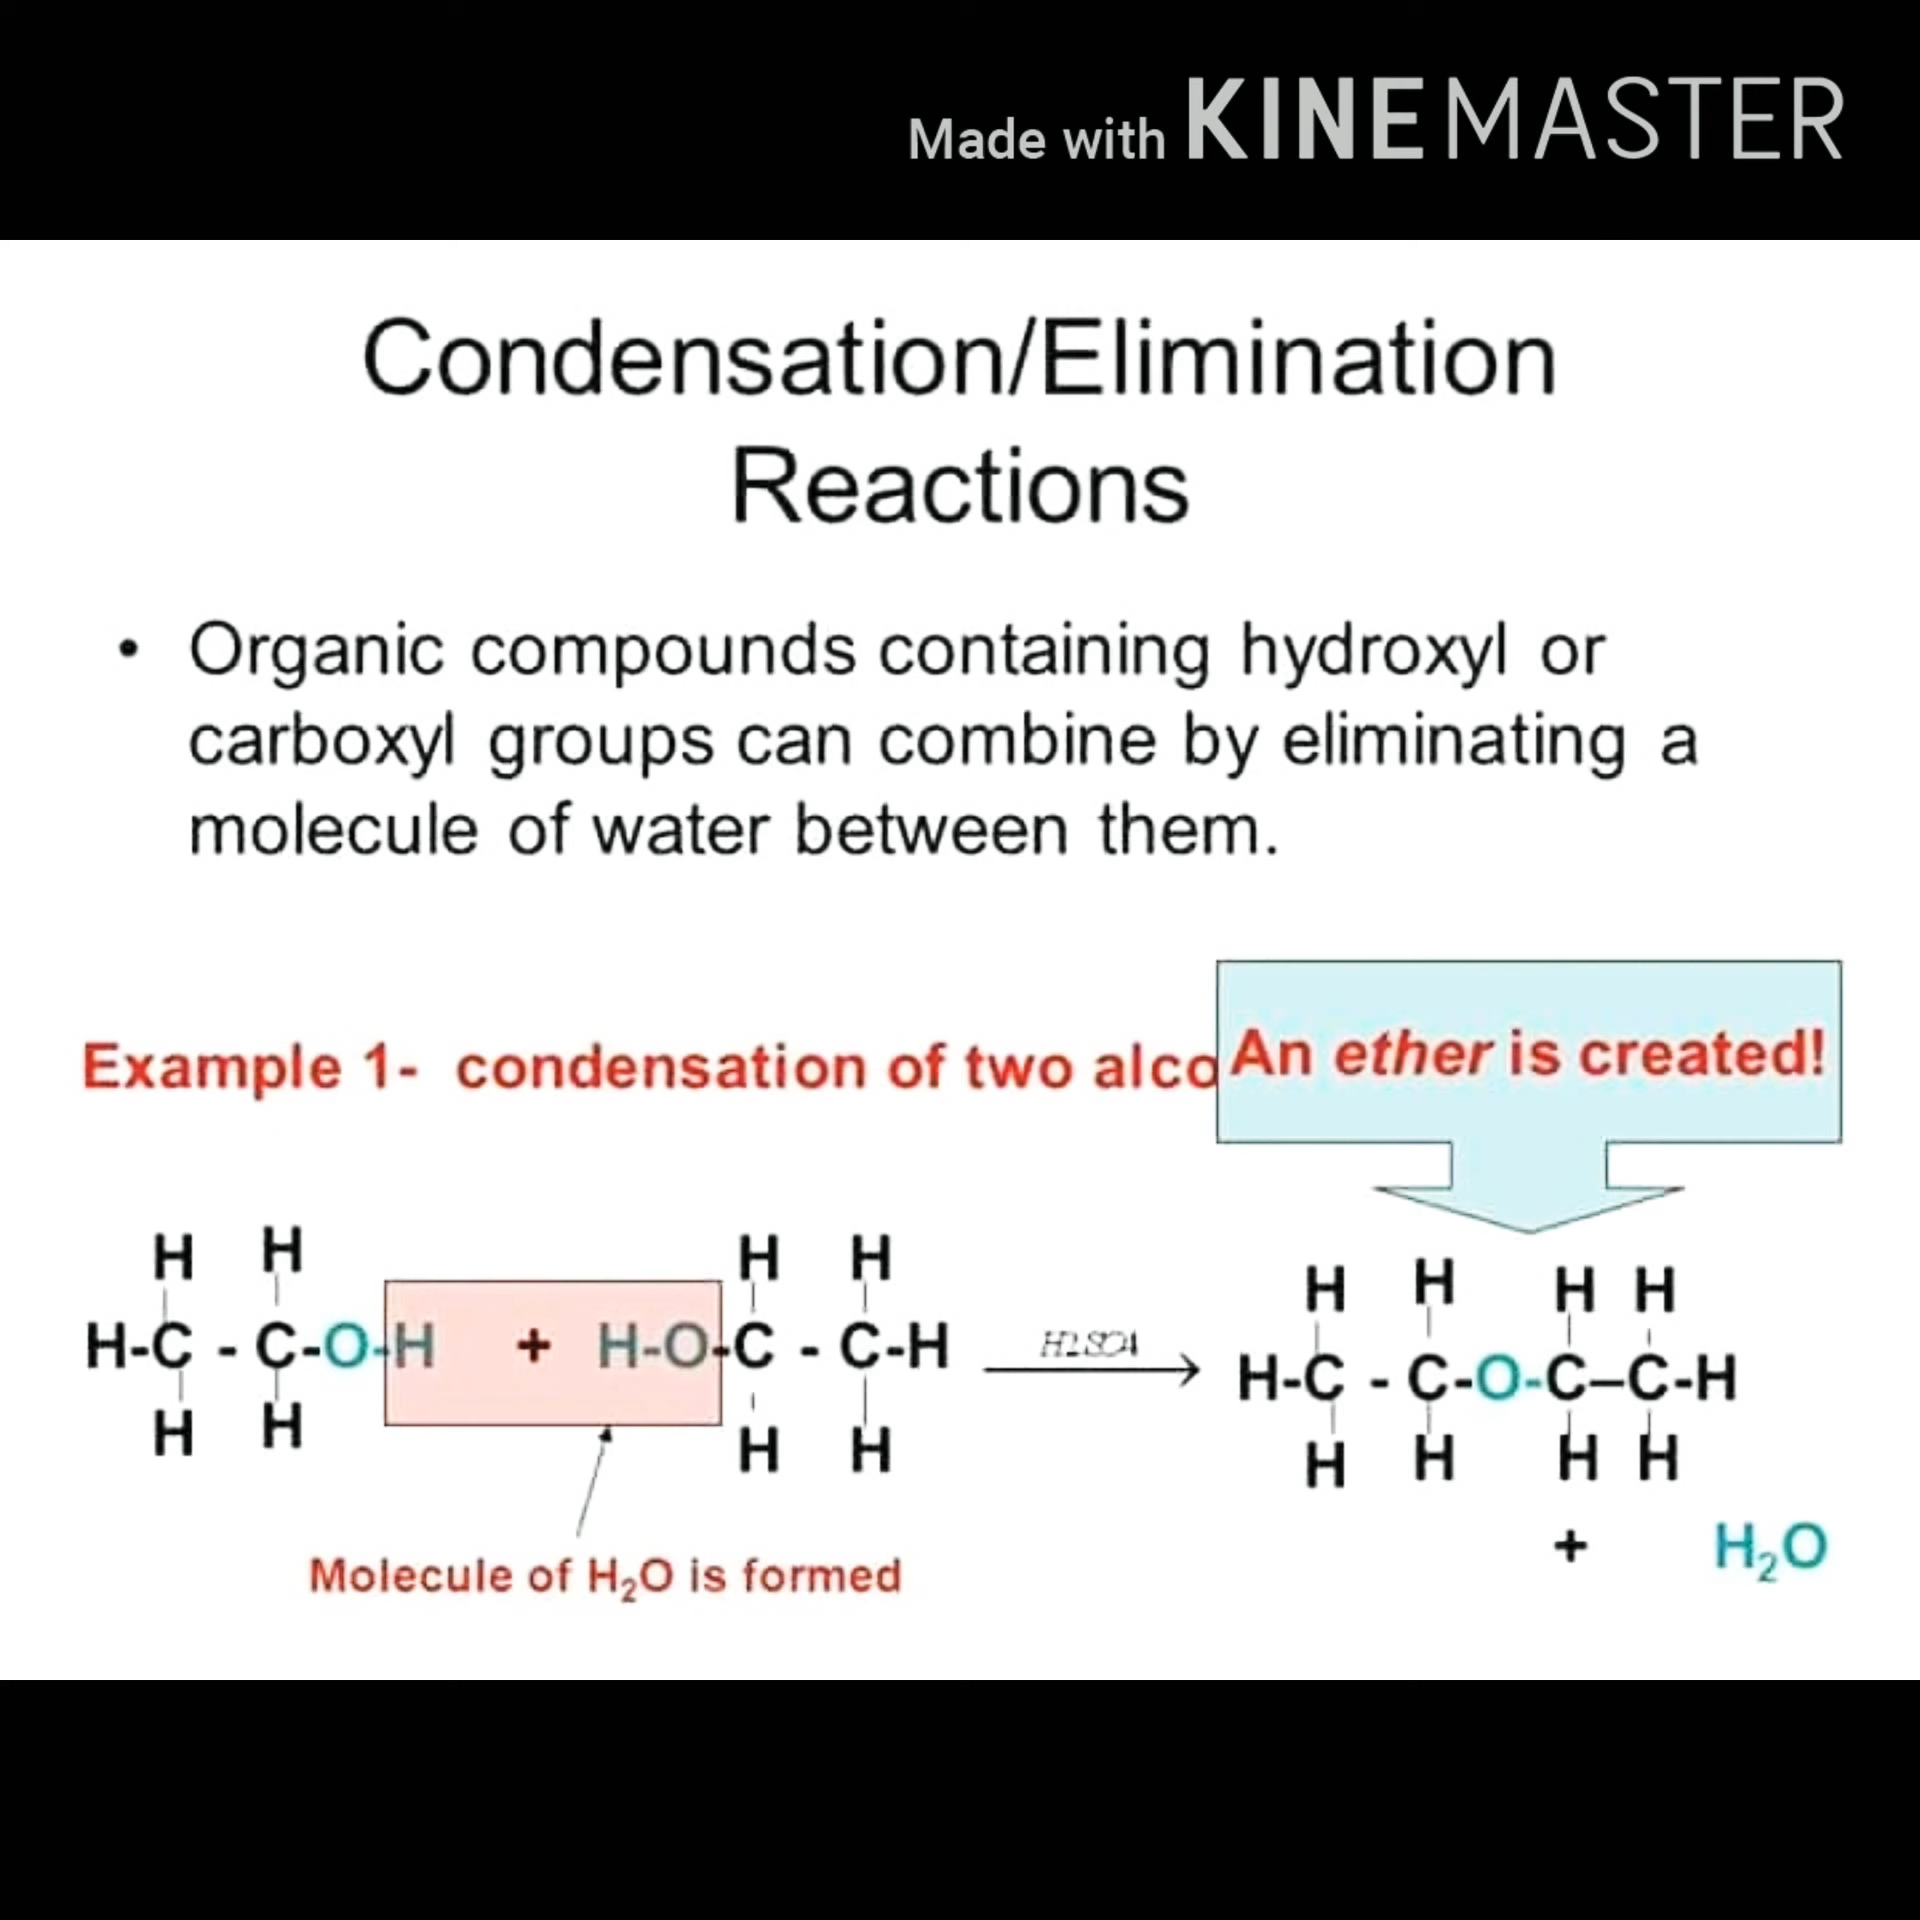 Made with KINEMASTER
Condensation/Elimination
Reactions
• Organic compounds containing hydroxyl or
carboxyl groups can combine by eliminating a
molecule of water between them.
An ether is created!
Example 1- condensation of two alco
H H H H
H H H H
H-C - C-O-H + H-O-C - C-H
H2SO4
H-C - C-O-C–C-H
H H H H
H H H H
+ H₂O
Molecule of H₂O is formed